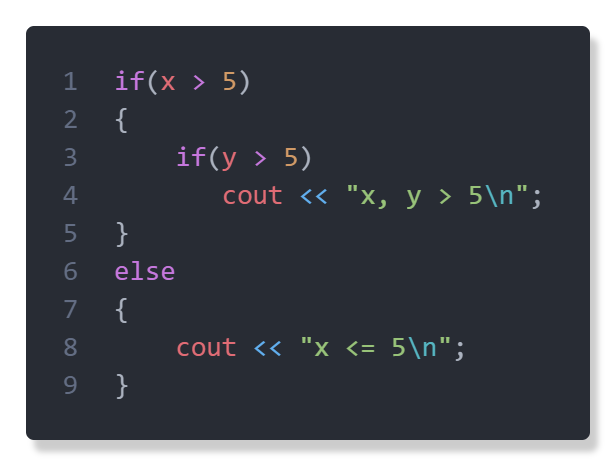 1 if(x > 5)
2 {
3     if(y > 5)
4        cout << "x, y > 5\n";
5 }
6 else
7 {
8     cout << "x <= 5\n";
9 }